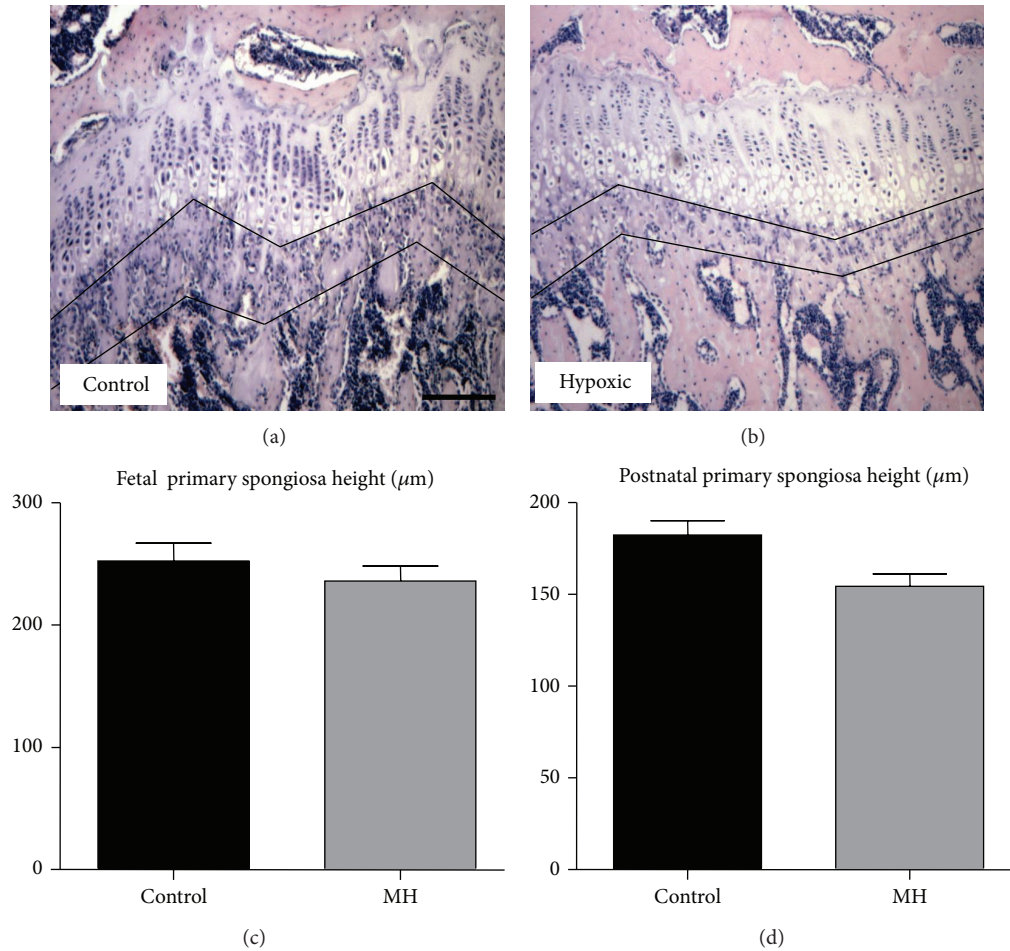 Control
Hypoxic
(a)
(b)
Fetal primary spongiosa height (μm)
300
200
100
0
Control
MH
(c)
Postnatal primary spongiosa height (μm)
200
150
100
50
0
Control
MH
(d)